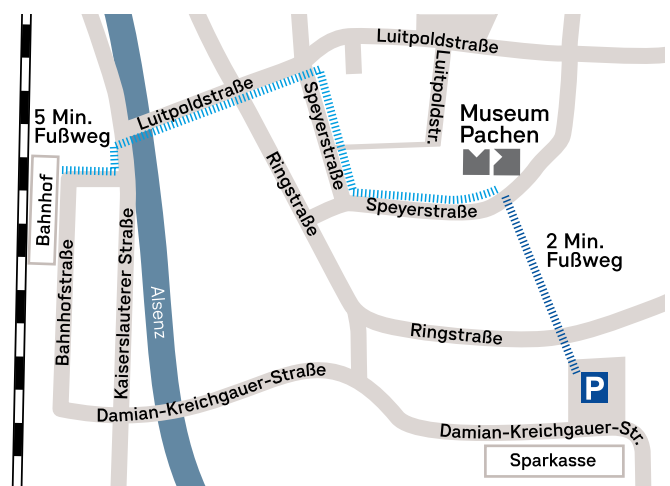 Luitpoldstraße
Luitpoldstraße
Luitpoldstr.
5 Min.
Fußweg
Speyerstraße
Museum
Pachen
Bahnhof
Ringstraße
Speyerstraße
2 Min.
Fußweg
Bahnhofstraße
Kaiserslauterer Straße
Alsenz
Ringstraße
Damian-Kreichgauer-Straße
P
Damian-Kreichgauer-Str.
Sparkasse